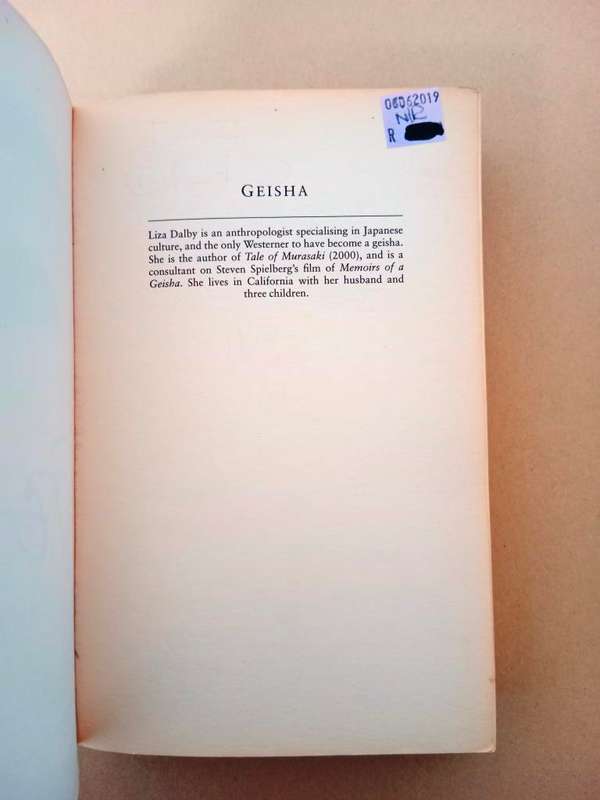 06062019
N/R
R
GEISHA
Liza Dalby is an anthropologist specialising in Japanese
culture, and the only Westerner to have become a geisha.
She is the author of Tale of Murasaki (2000), and is a
consultant on Steven Spielberg's film of Memoirs of a
Geisha. She lives in California with her husband and
three children.